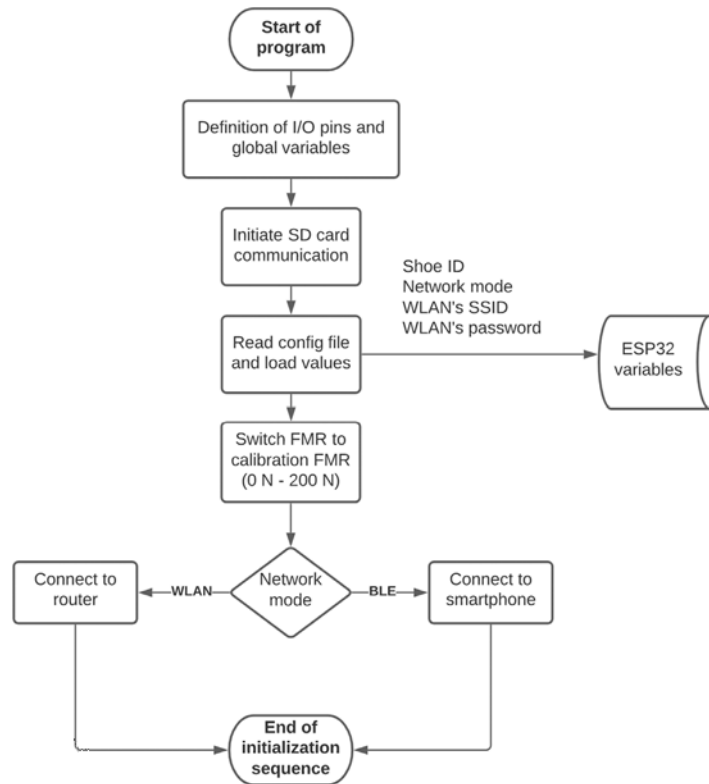 Start of
program
Definition of I/O pins and
global variables
Initiate SD card
communication
Shoe ID
Network mode
WLAN's SSID
WLAN's password
Read config file
and load values
ESP32
variables
Switch FMR to
calibration FMR
(0 N - 200 N)
Connect to
router
WLAN
Network
mode
BLE
Connect to
smartphone
End of
initialization
sequence